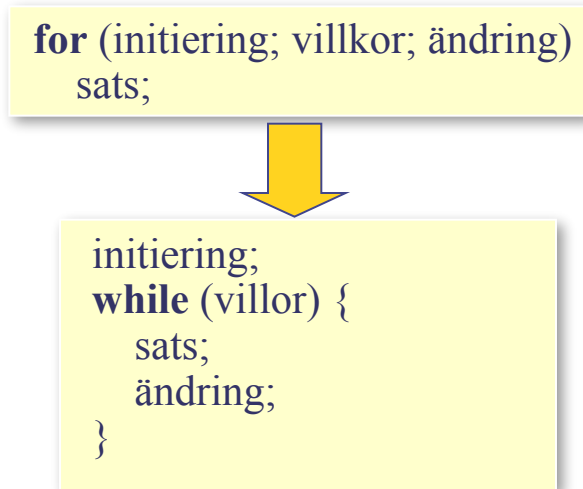 for (initiering; villkor; ändring)
sats;
initiering;
while (villor) {
sats;
ändring;
}